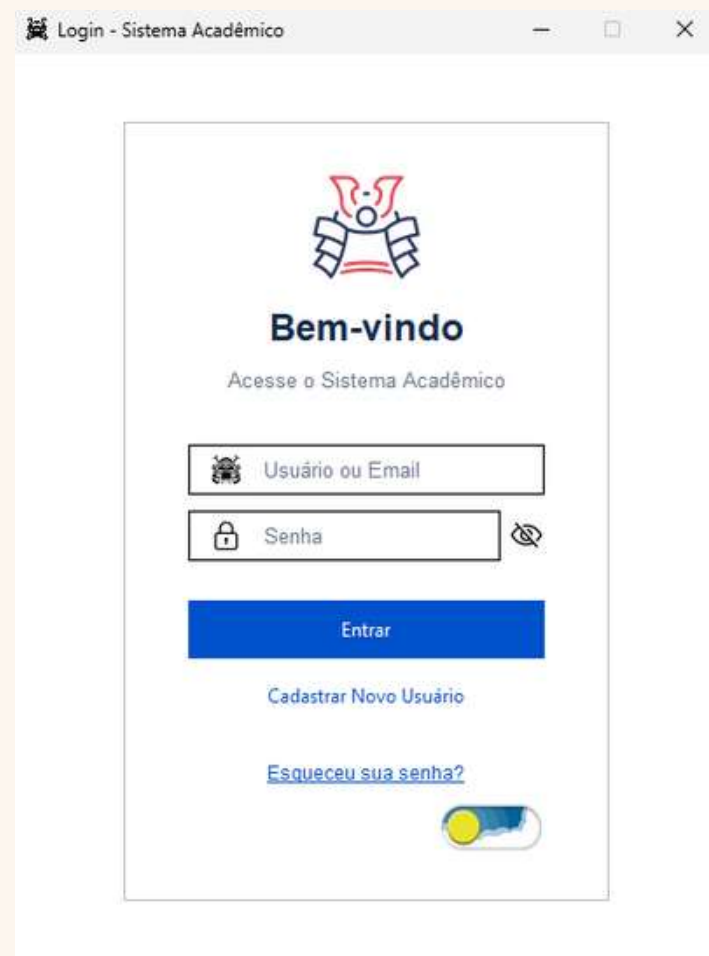 Login - Sistema Acadêmico
Bem-vindo
Acesse o Sistema Acadêmico
Usuário ou Email
Senha
Entrar
Cadastrar Novo Usuário
Esqueceu sua senha?